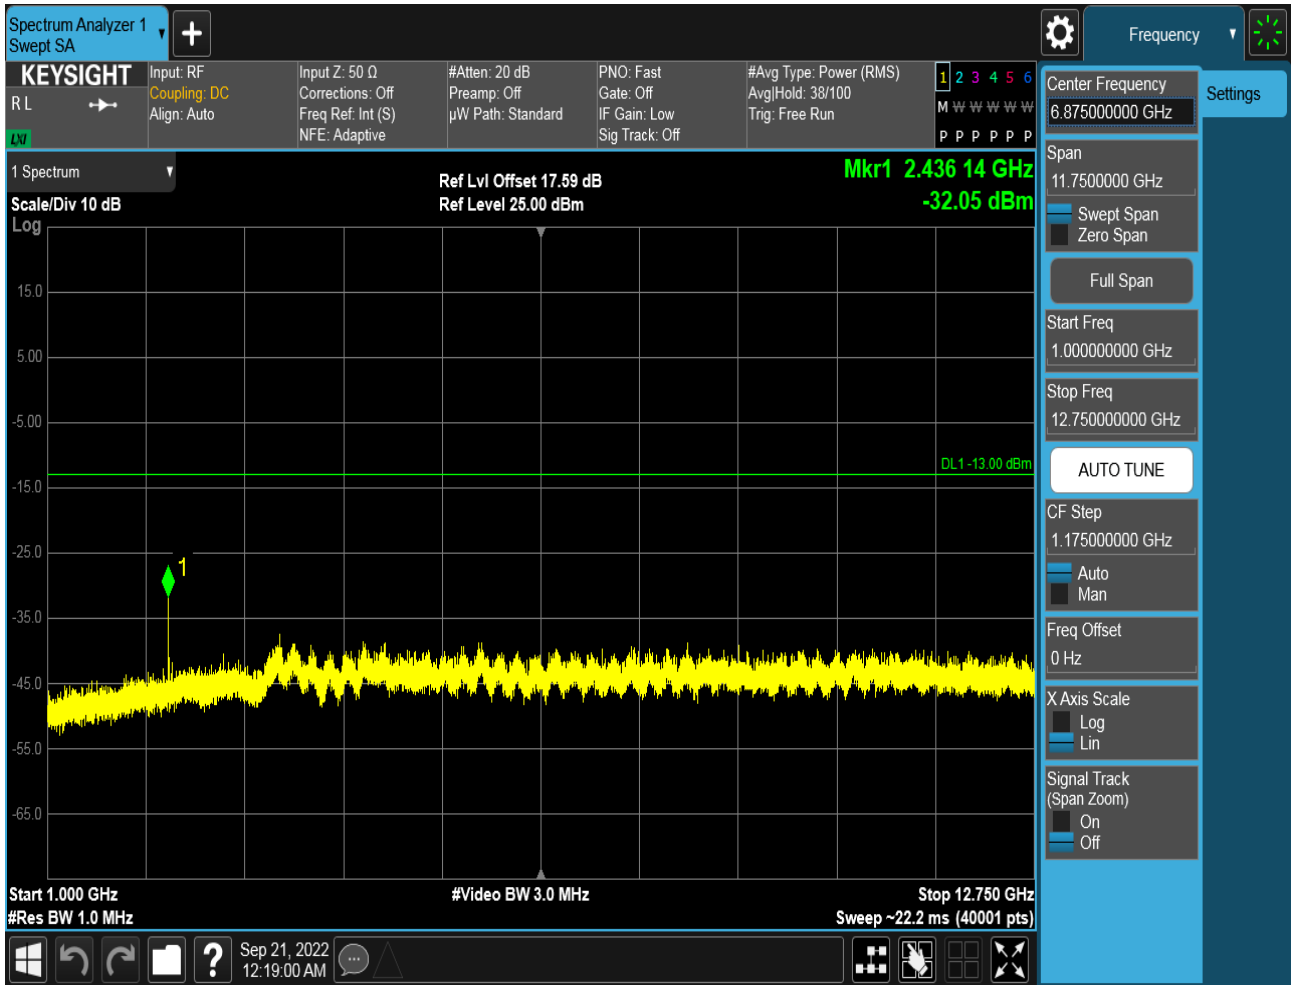 Spectrum Analyzer 1
Swept SA
Frequency
KEYSIGHT
R L
LXI
Input: RF
Coupling: DC
Align: Auto
Input Z: 50 Ω
Corrections: Off
Freq Ref: Int (S)
NFE: Adaptive
#Atten: 20 dB
Preamp: Off
µW Path: Standard
PNO: Fast
Gate: Off
IF Gain: Low
Sig Track: Off
#Avg Type: Power (RMS)
Avg|Hold: 38/100
Trig: Free Run
1 2 3 4 5 6
M W W W W W
P P P P P P
1 Spectrum
Scale/Div 10 dB
Log
Ref Lvl Offset 17.59 dB
Ref Level 25.00 dBm
Mkr1 2.436 14 GHz
-32.05 dBm
15.0
5.00
-5.00
-15.0
-25.0
-35.0
-45.0
-55.0
-65.0
DL1 -13.00 dBm
1
Start 1.000 GHz
#Res BW 1.0 MHz
#Video BW 3.0 MHz
Stop 12.750 GHz
Sweep ~22.2 ms (40001 pts)
Sep 21, 2022
12:19:00 AM
?
Center Frequency
6.875000000 GHz
Settings
Span
11.7500000 GHz
Swept Span
Zero Span
Full Span
Start Freq
1.000000000 GHz
Stop Freq
12.750000000 GHz
AUTO TUNE
CF Step
1.175000000 GHz
Auto
Man
Freq Offset
0 Hz
X Axis Scale
Log
Lin
Signal Track
(Span Zoom)
On
Off